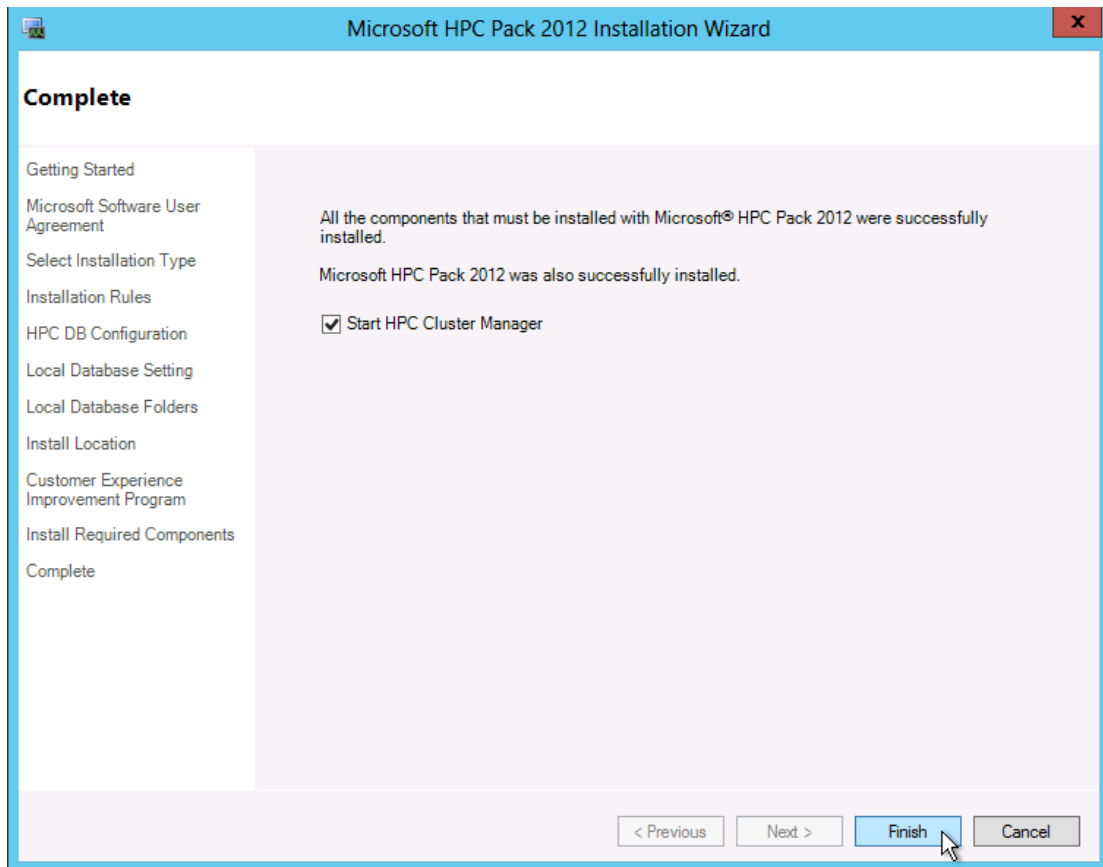 Microsoft HPC Pack 2012 Installation Wizard
x
Complete
Getting Started
Microsoft Software User
Agreement
Select Installation Type
Installation Rules
HPC DB Configuration
Local Database Setting
Local Database Folders
Install Location
Customer Experience
Improvement Program
Install Required Components
Complete
All the components that must be installed with Microsoft® HPC Pack 2012 were successfully
installed.
Microsoft HPC Pack 2012 was also successfully installed.
Start HPC Cluster Manager
< Previous
Next >
Finish
Cancel